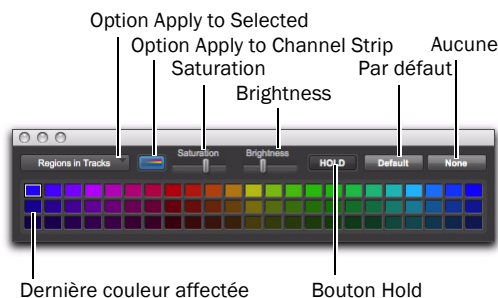 Option Apply to Selected
Option Apply to Channel Strip
Aucune
Saturation
Par défaut
Brightness
Regions in Tracks
Saturation
Brightness
HOLD
Default
None
Dernière couleur affectée
Bouton Hold